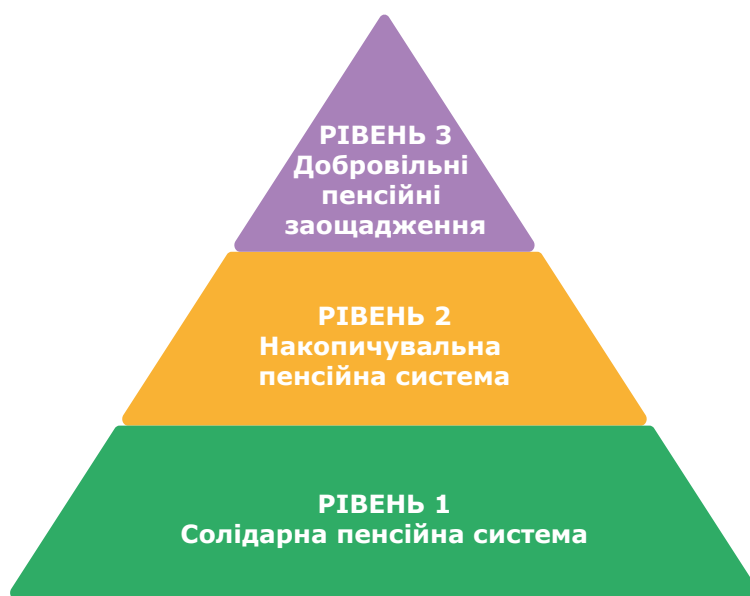 РІВЕНЬ 3
Добровільні
пенсійні
заощадження
РІВЕНЬ 2
Накопичувальна
пенсійна система
РІВЕНЬ 1
Солідарна пенсійна система